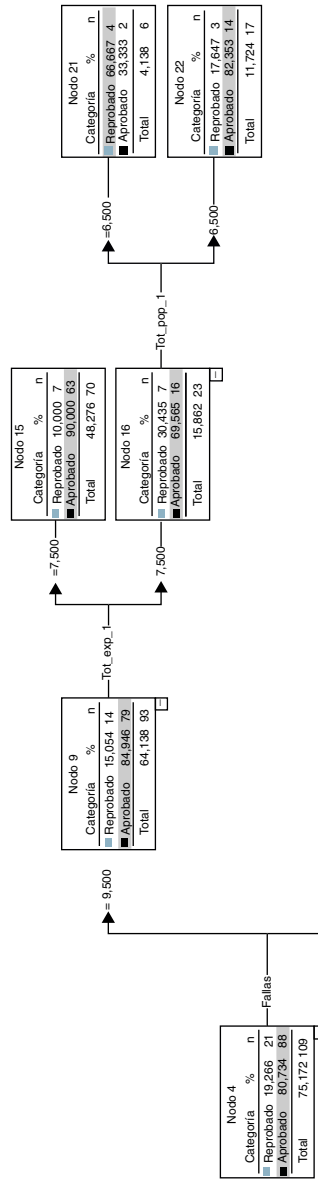 Nodo 4
Categoría % n
Reprobado 19,266 21
Aprobado 80,734 88
Total 75,172 109
Fallas
= 9,500
Nodo 9
Categoría % n
Reprobado 15,054 14
Aprobado 84,946 79
Total 64,138 93
Tot_exp_1
=7,500
7,500
Nodo 15
Categoría % n
Reprobado 10,000 7
Aprobado 90,000 63
Total 48,276 70
Nodo 16
Categoría % n
Reprobado 30,435 7
Aprobado 69,565 16
Total 15,862 23
Tot_pop_1
=6,500
6,500
Nodo 21
Categoría % n
Reprobado 66,667 4
Aprobado 33,333 2
Total 4,138 6
Nodo 22
Categoría % n
Reprobado 17,647 3
Aprobado 82,353 14
Total 11,724 17